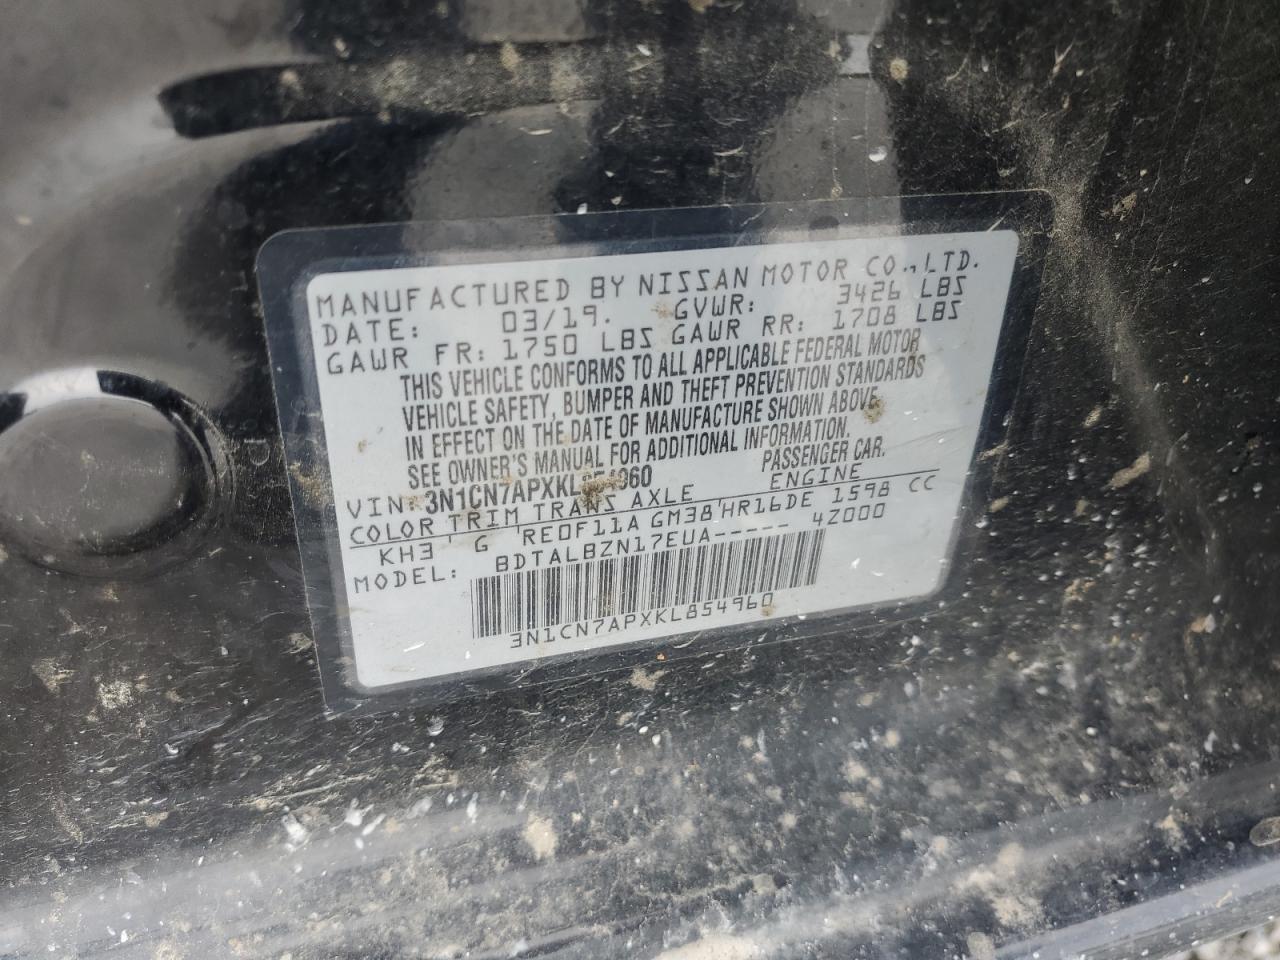 MANUFACTURED BY NISSAN MOTOR CO.,LTD.
DATE: 03/19. GVWR: 3426 LBS
GAWR FR: 1750 LBS GAWR RR: 1708 LBS
THIS VEHICLE CONFORMS TO ALL APPLICABLE FEDERAL MOTOR
VEHICLE SAFETY, BUMPER AND THEFT PREVENTION STANDARDS
IN EFFECT ON THE DATE OF MANUFACTURE SHOWN ABOVE.
SEE OWNER'S MANUAL FOR ADDITIONAL INFORMATION.
VIN: 3N1CN7APXKL854960 PASSENGER CAR.
COLOR TRIM TRANS AXLE ENGINE
KH3 G RE0F11A GM38 HR16DE 1598 CC
MODEL: BDTALBZN17EUA----- 4Z000
3N1CN7APXKL854960